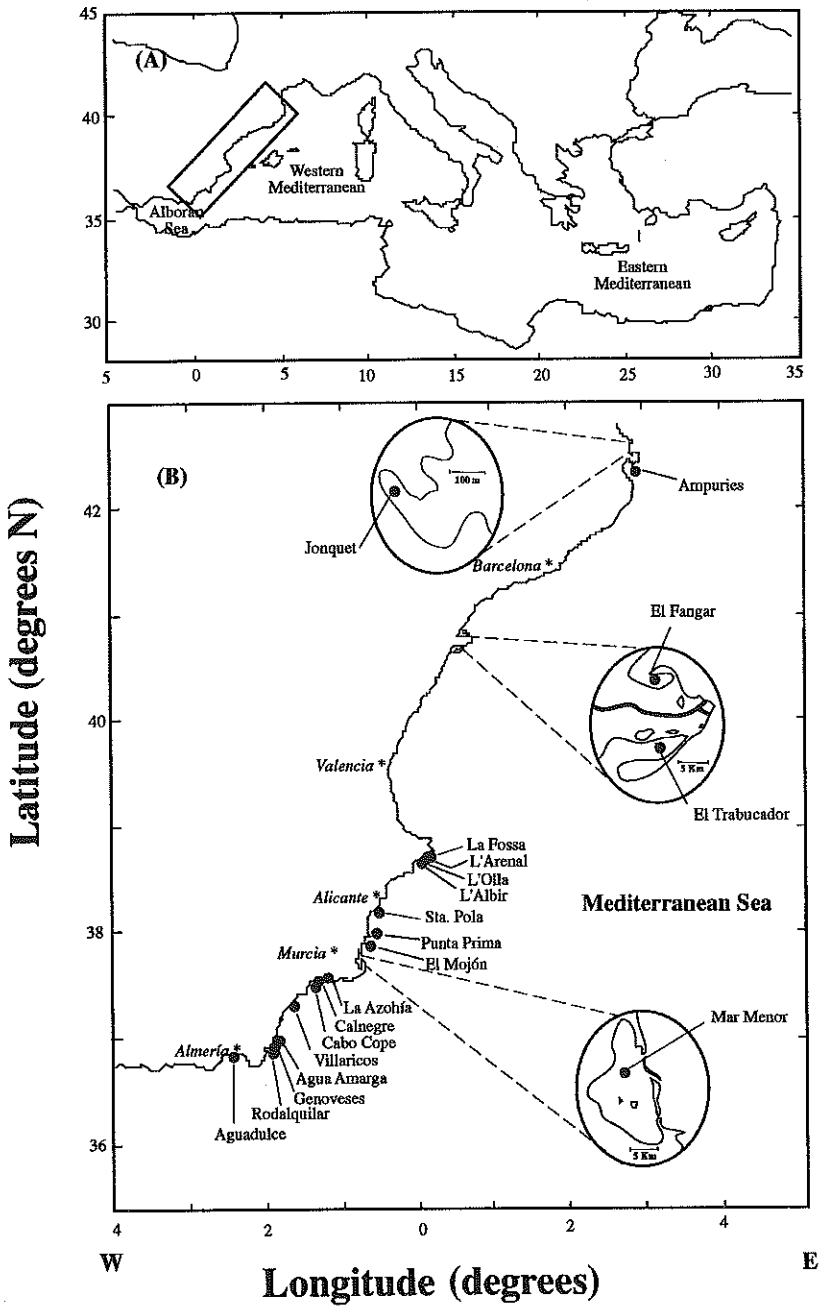 45
40
35
30
(A)
Western
Mediterranean
Alboran
Sea
Eastern
Mediterranean
5
0
5
10
15
20
25
30
35
(B)
100 m
Ampuries
Jonquet
Barcelona *
El Fangar
5 Km
El Trabucador
Valencia *
La Fossa
L'Arenal
L'Olla
L'Albir
Alicante *
Sta. Pola
Mediterranean Sea
Punta Prima
El Mojón
Murcia *
La Azohía
Calnegre
Cabo Cope
Villaricos
Agua Amarga
Genoveses
Rodalquilar
Aguadulce
Almería *
Mar Menor
5 Km
42
40
38
36
Latitude (degrees N)
4
2
0
2
4
W
E
Longitude (degrees)